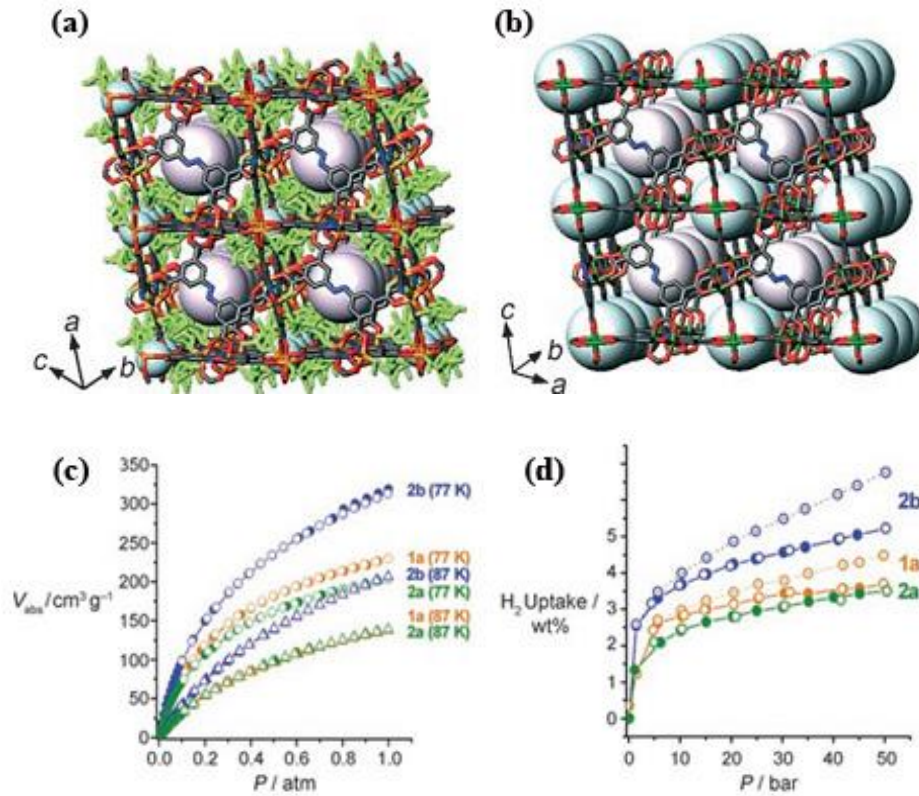 (a)
(b)
a
c
b
c
b
a
(c)
350
300
250
200
150
100
50
0
V_abs / cm³ g⁻¹
0.0 0.2 0.4 0.6 0.8 1.0
P / atm
2b (77 K)
1a (77 K)
2b (87 K)
2a (77 K)
1a (87 K)
2a (87 K)
(d)
5
4
3
2
1
0
H₂ Uptake /
wt%
0 10 20 30 40 50
P / bar
2b
1a
2a